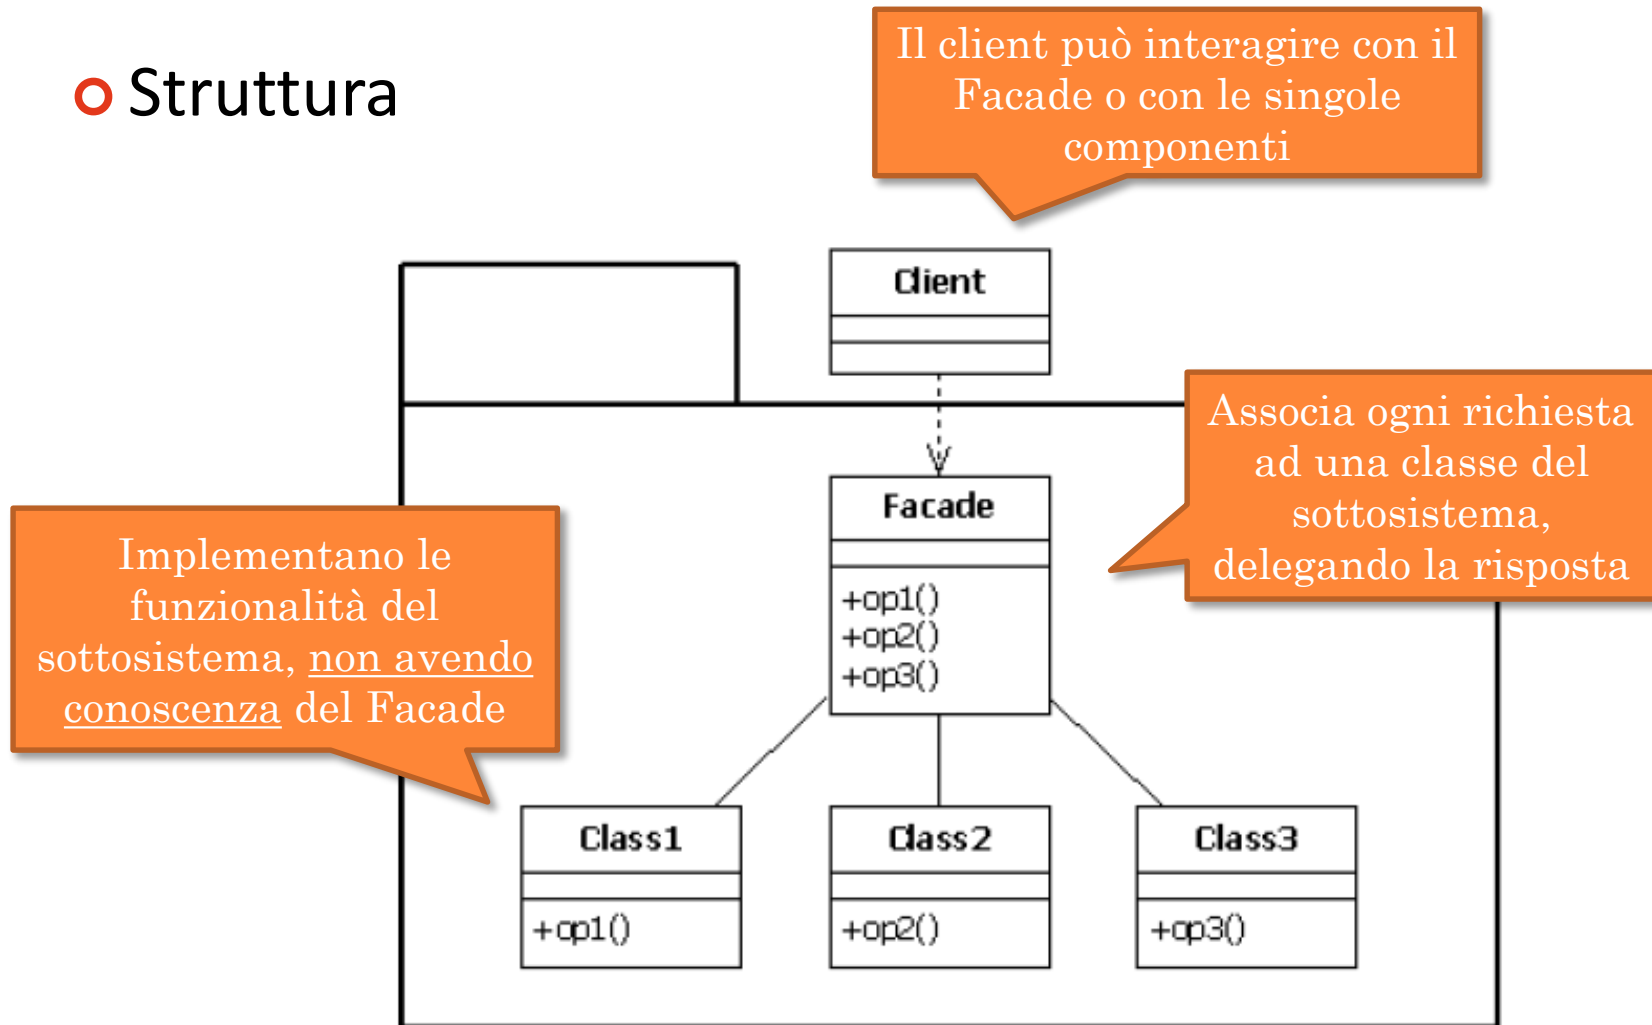 Struttura
Il client può interagire con il
Facade o con le singole
componenti
Client
Associa ogni richiesta
ad una classe del
sottosistema,
delegando la risposta
Facade
+op1()
+op2()
+op3()
Implementano le
funzionalità del
sottosistema, non avendo
conoscenza del Facade
Class1
+op1()
Class2
+op2()
Class3
+op3()